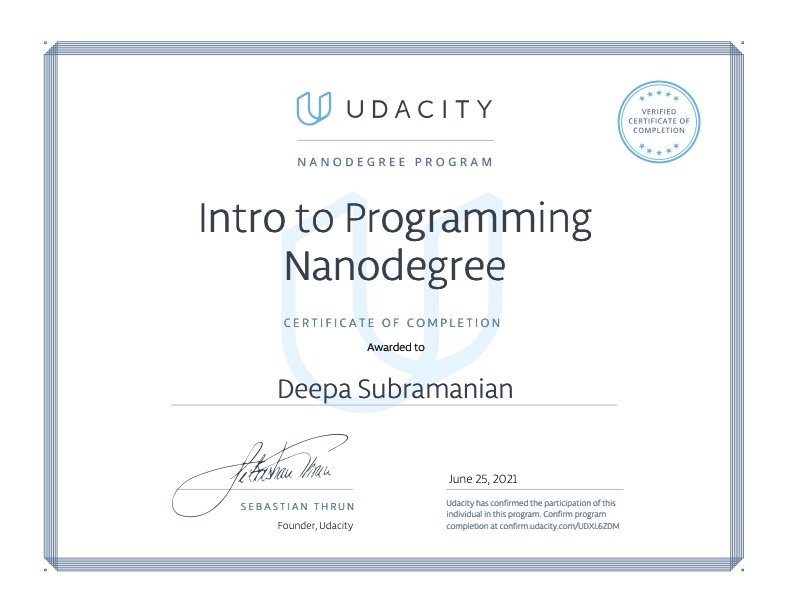 UDACITY
VERIFIED
CERTIFICATE OF
COMPLETION
NANODEGREE PROGRAM
Intro to Programming
Nanodegree
CERTIFICATE OF COMPLETION
Awarded to
Deepa Subramanian
Sebastian Thrun
SEBASTIAN THRUN
Founder, Udacity
June 25, 2021
Udacity has confirmed the participation of this
individual in this program. Confirm program
completion at confirm.udacity.com/UDXL6ZDM